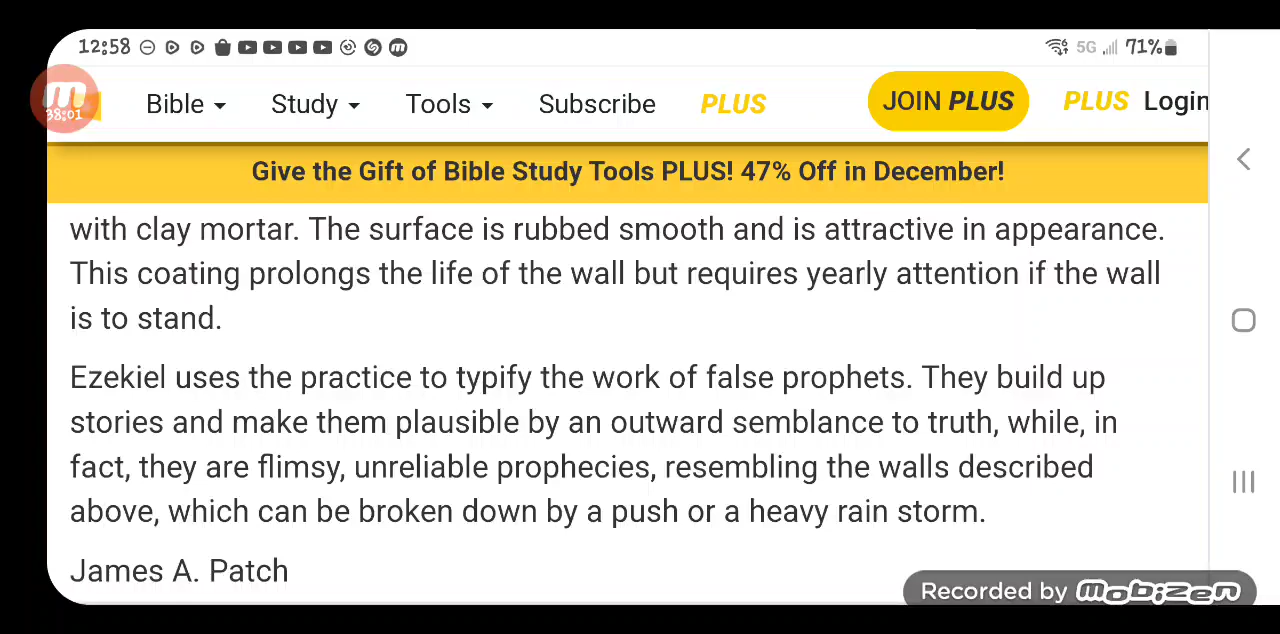 12:58 5G 71%
38:01
Bible Study Tools Subscribe PLUS JOIN PLUS PLUS Login
Give the Gift of Bible Study Tools PLUS! 47% Off in December!
with clay mortar. The surface is rubbed smooth and is attractive in appearance.
This coating prolongs the life of the wall but requires yearly attention if the wall
is to stand.
Ezekiel uses the practice to typify the work of false prophets. They build up
stories and make them plausible by an outward semblance to truth, while, in
fact, they are flimsy, unreliable prophecies, resembling the walls described
above, which can be broken down by a push or a heavy rain storm.
James A. Patch
Recorded by mobizen